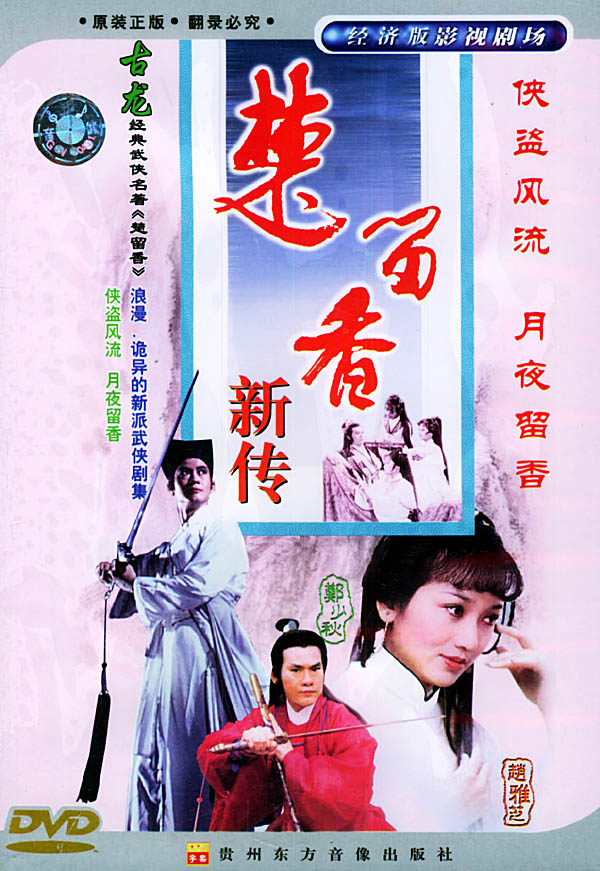 •原装正版•翻录必究•
经济版影视剧场
古龙
经典武侠名著《楚留香》
浪漫.诡异的新派武侠剧集
侠盗风流 月夜留香
楚留香
新传
侠盗风流 月夜留香
鄭少秋
趙雅芝
DVD
字幕
贵州东方音像出版社